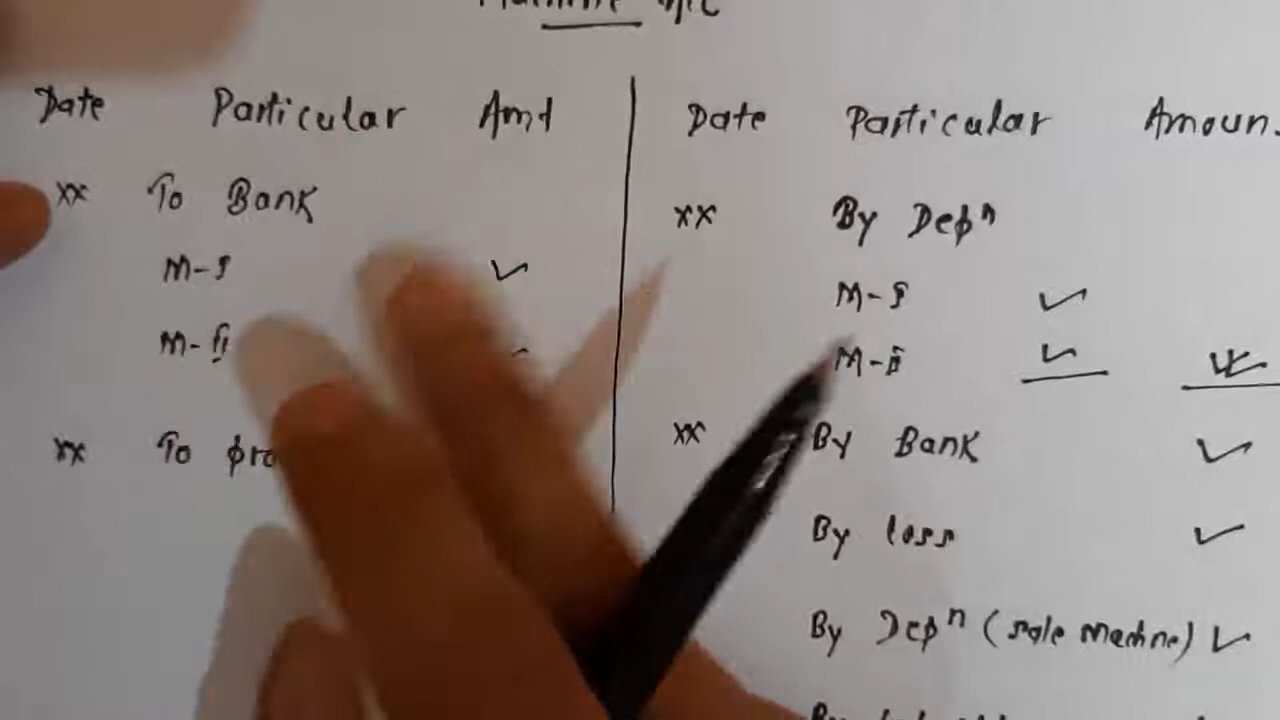 Date Particular Amt
xx To Bank
M-I
M-II
xx To
Date Particular Amoun
xx By Depn
M-I
M-II
xx By Bank
By loss
By Depn (sale Machne)